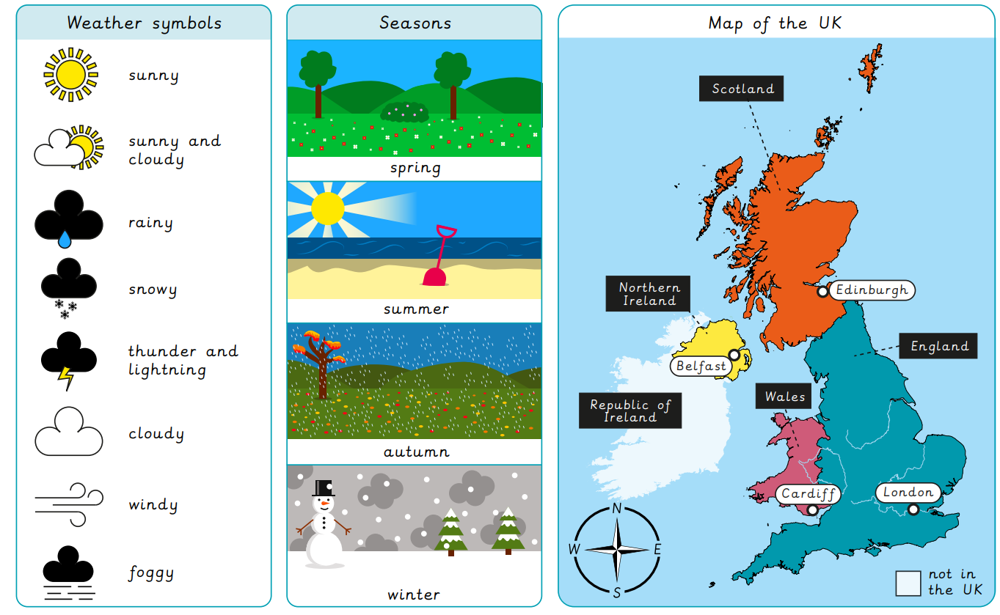 Weather symbols
sunny
sunny and
cloudy
rainy
snowy
thunder and
lightning
cloudy
windy
foggy
Seasons
spring
summer
autumn
winter
Map of the UK
Scotland
Northern
Ireland
Edinburgh
England
Belfast
Republic of
Ireland
Wales
Cardiff
London
N
W
E
S
not in
the UK